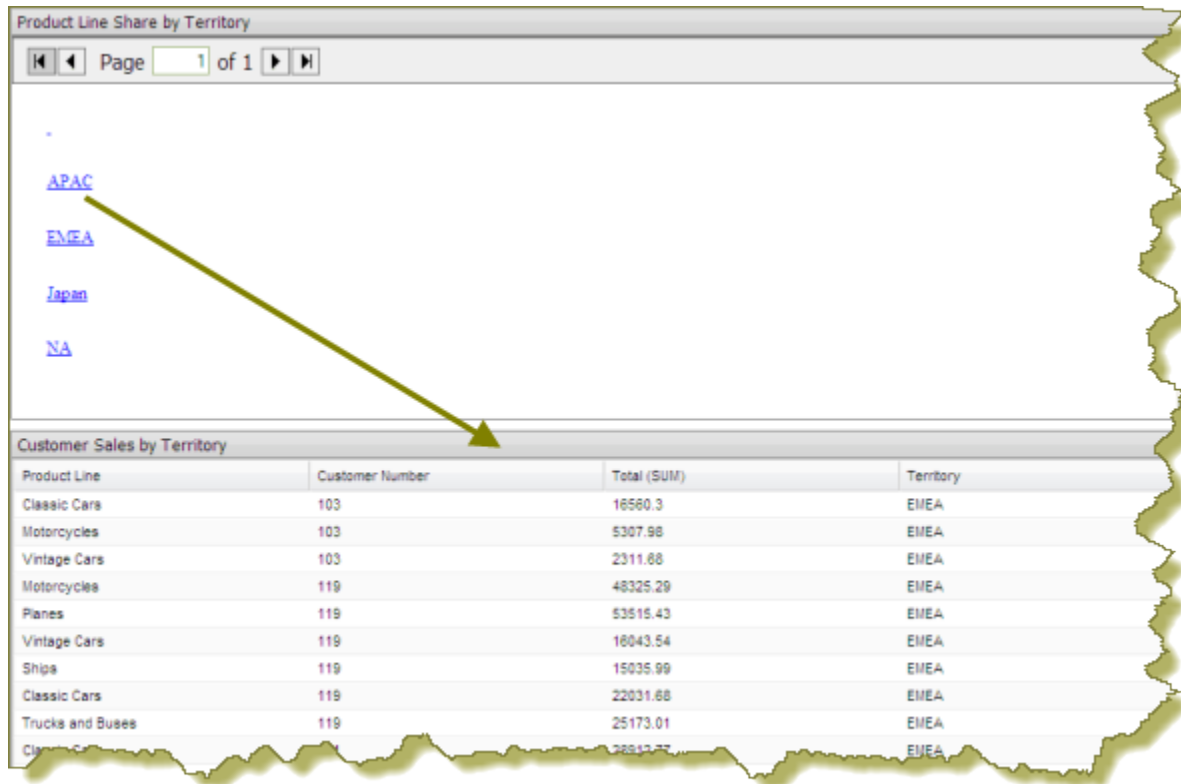 Product Line Share by Territory
Page 1 of 1
-
APAC
EMEA
Japan
NA
Customer Sales by Territory
Product Line Customer Number Total (SUM) Territory
Classic Cars 103 16560.3 EMEA
Motorcycles 103 5307.98 EMEA
Vintage Cars 103 2311.68 EMEA
Motorcycles 119 48325.29 EMEA
Planes 119 53515.43 EMEA
Vintage Cars 119 16043.54 EMEA
Ships 119 15035.99 EMEA
Classic Cars 119 22031.68 EMEA
Trucks and Buses 119 25173.01 EMEA
EMEA